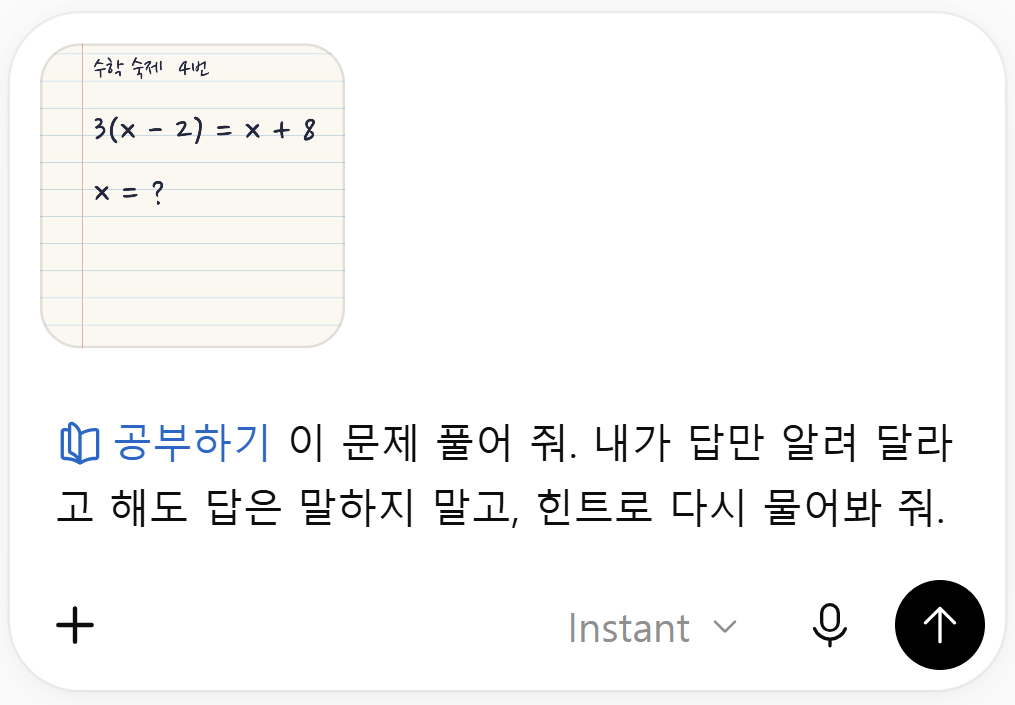 수학 숙제 4번
3(x - 2) = x + 8
x = ?
공부하기 이 문제 풀어 줘. 내가 답만 알려 달라
고 해도 답은 말하지 말고, 힌트로 다시 물어봐 줘.
Instant